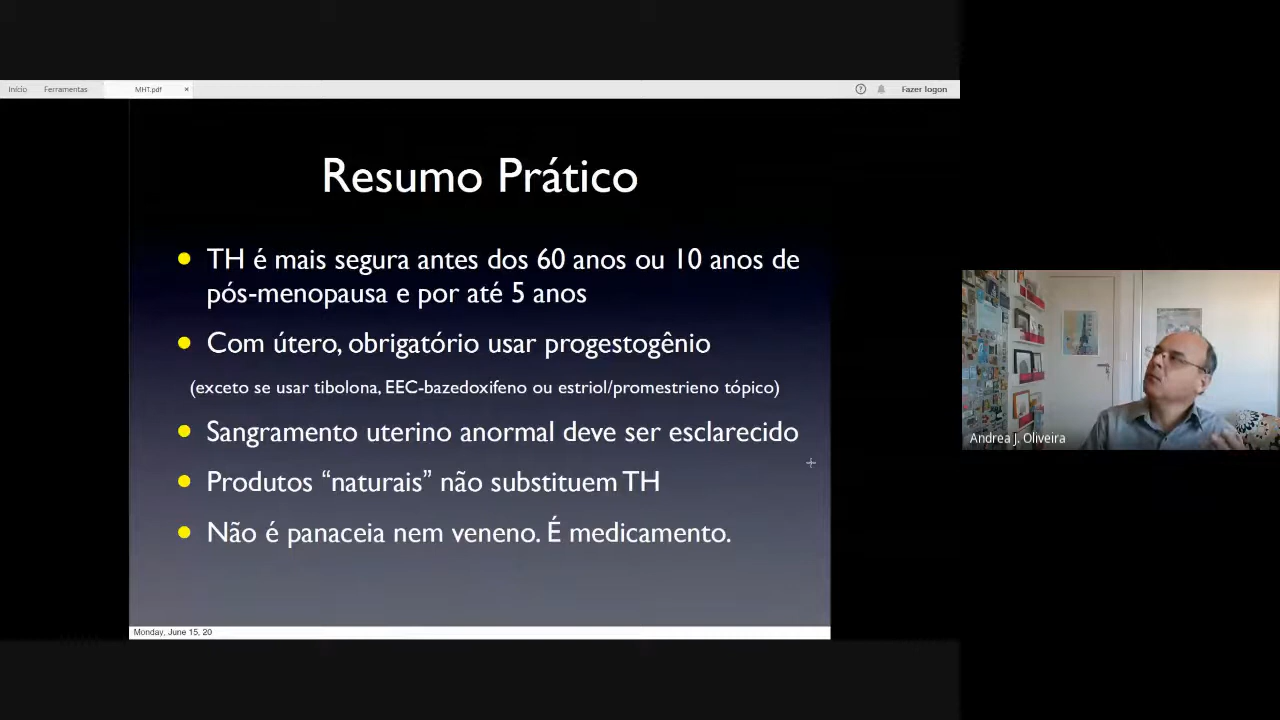 Início Ferramentas MHT.pdf × Fazer logon
Resumo Prático
TH é mais segura antes dos 60 anos ou 10 anos de
pós-menopausa e por até 5 anos
Com útero, obrigatório usar progestogênio
(exceto se usar tibolona, EEC-bazedoxifeno ou estriol/promestrieno tópico)
Sangramento uterino anormal deve ser esclarecido
Produtos “naturais” não substituem TH
Não é panaceia nem veneno. É medicamento.
Monday, June 15, 20
Andrea J. Oliveira